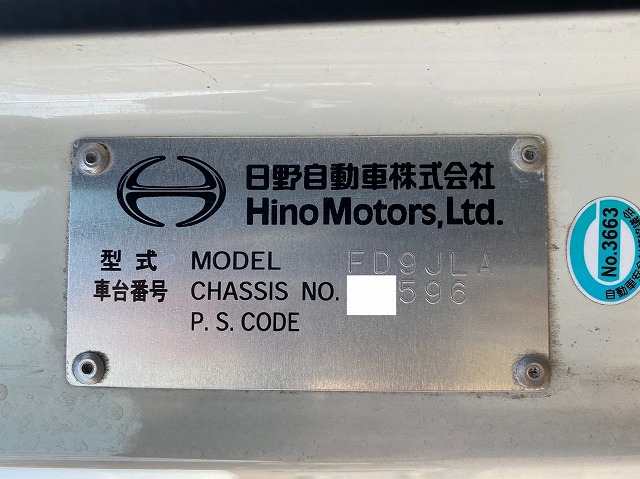 日野自動車株式会社
Hino Motors, Ltd.
型式 MODEL FD9JLA
車台番号 CHASSIS NO. 596
P. S. CODE
No.3663